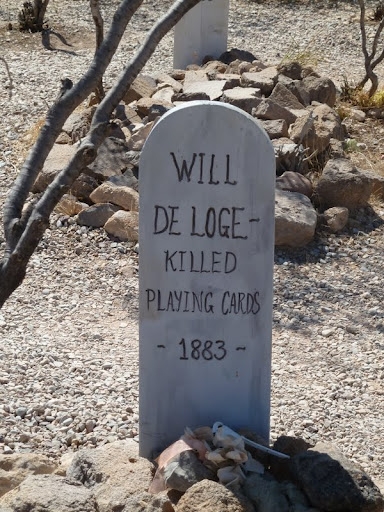 WILL
DE LOGE-
KILLED
PLAYING CARDS
- 1883 -